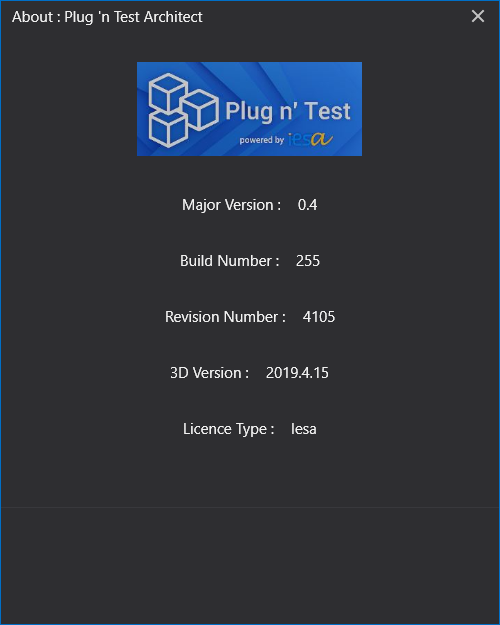 About : Plug 'n Test Architect
Plug n' Test
powered by iesa
Major Version : 0.4
Build Number : 255
Revision Number : 4105
3D Version : 2019.4.15
Licence Type : Iesa